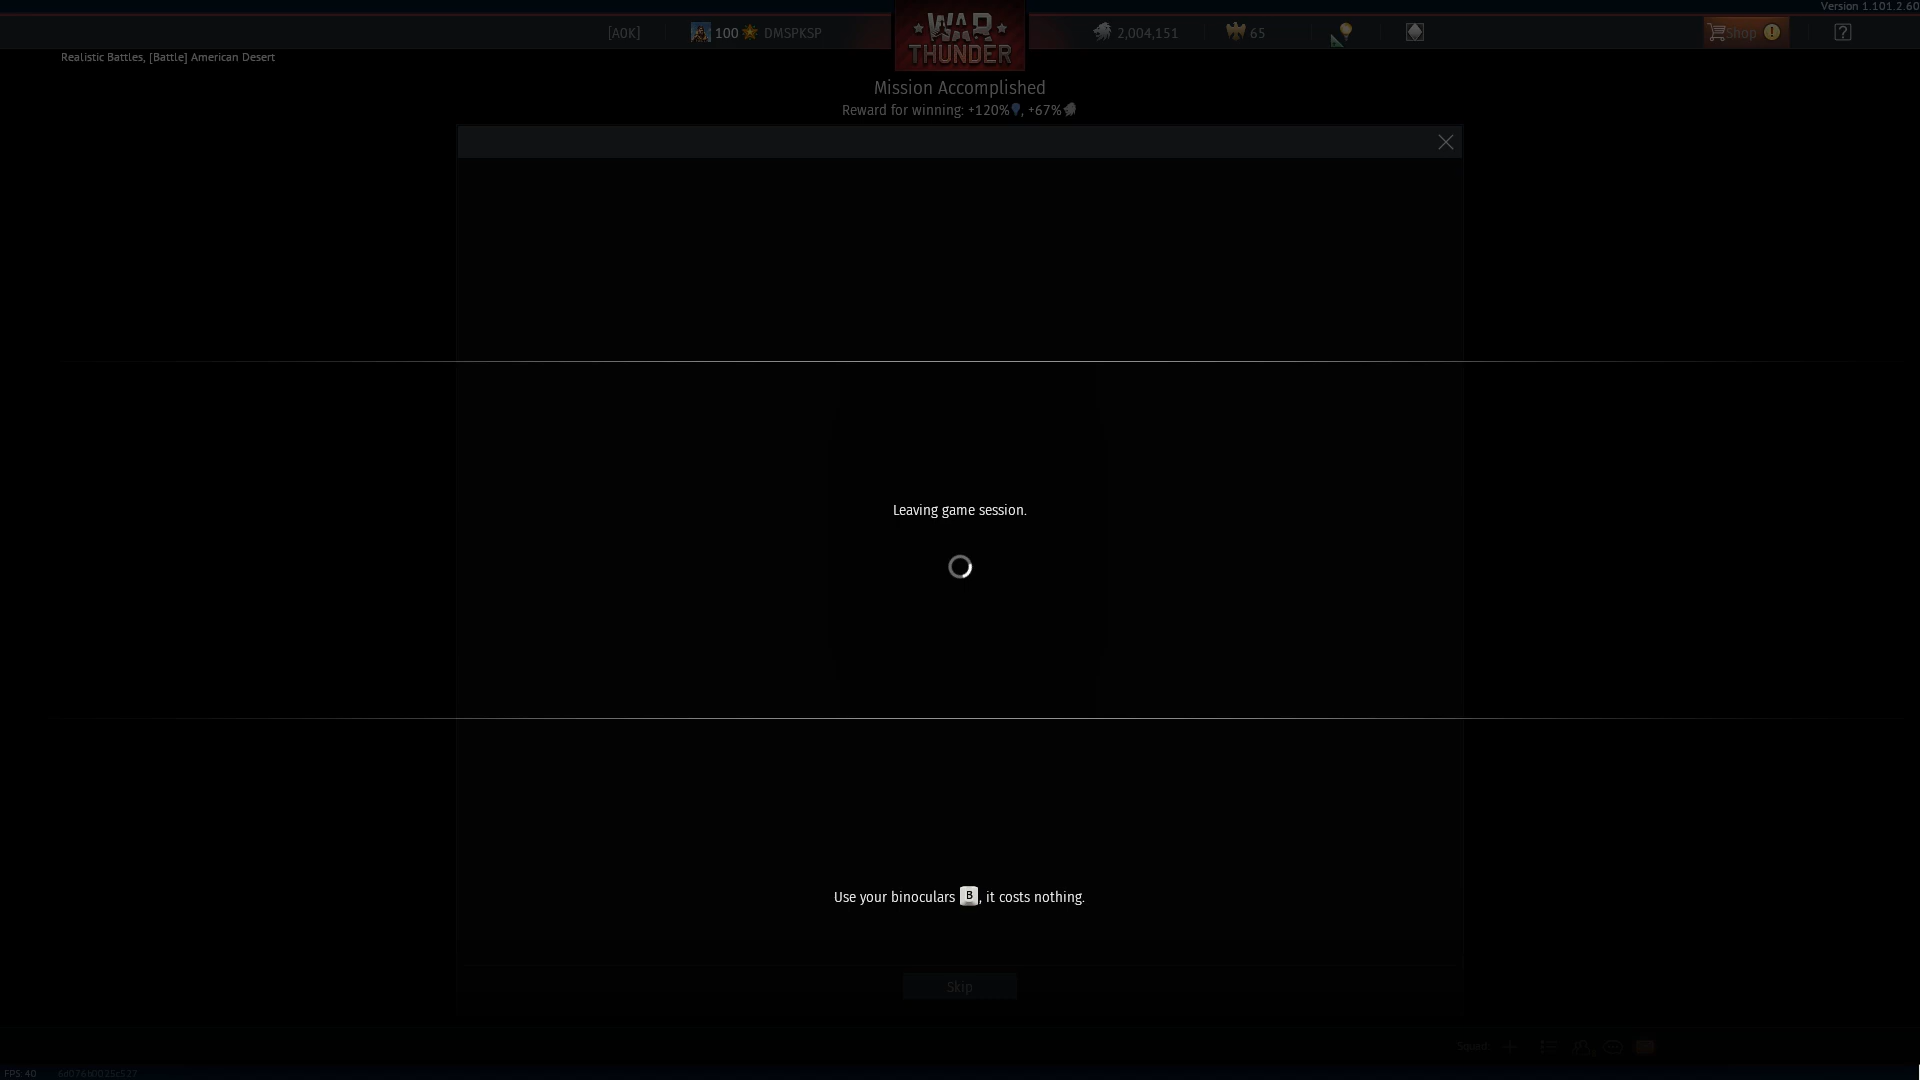 Version 1.101.2.60
[AOK] 100 DMSPKSP WAR THUNDER 2,004,151 65 Shop !  ?
Realistic Battles, [Battle] American Desert
Mission Accomplished
Reward for winning: +120%, +67%
Leaving game session.
Use your binoculars B, it costs nothing.
Skip
Squad
FPS: 40